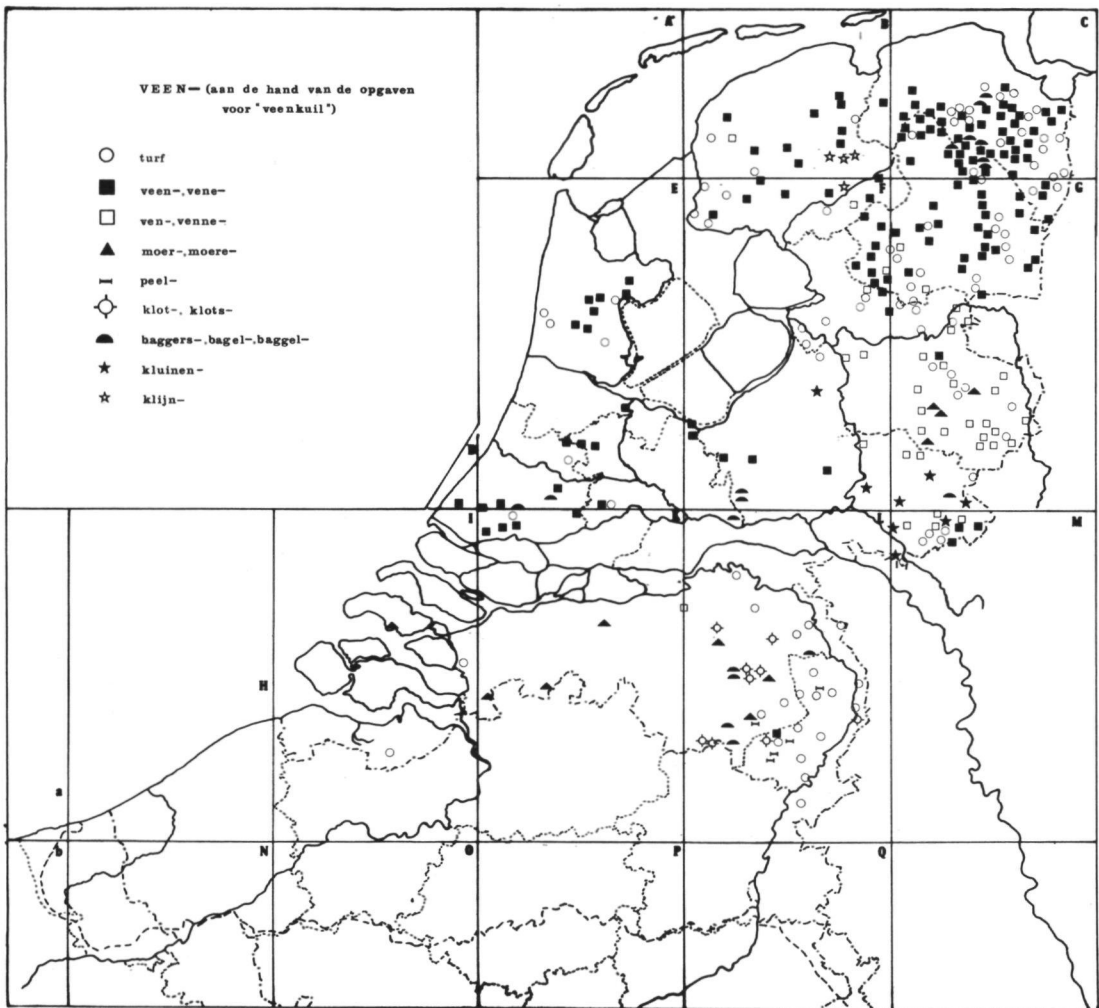 VEEN— (aan de hand van de opgaven
voor "veenkuil")
turf
veen-,vene-
ven-,venne-
moer-,moere-
peel-
klot-, klots-
haggers-,bagel-,baggel-
kluinen-
klijn-
B
C
E
F
G
I
K
L
M
H
a
b
N
O
P
Q